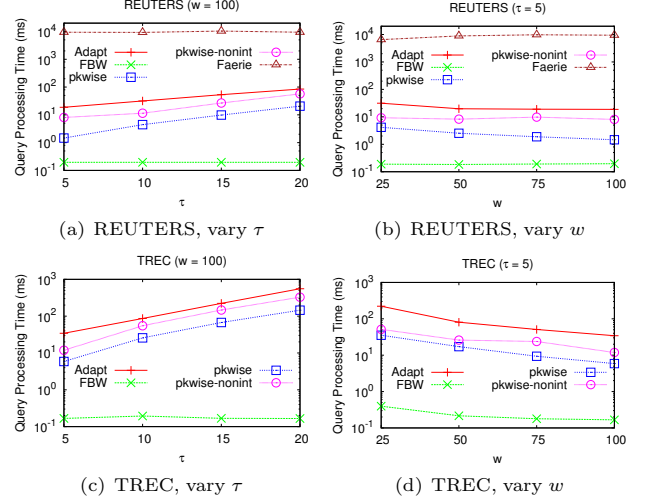 REUTERS (w = 100)
Query Processing Time (ms)
10^5
10^4
10^3
10^2
10^1
10^0
10^-1
Adapt
FBW
pkwise
pkwise-nonint
Faerie
5 10 15 20
τ
(a) REUTERS, vary τ
REUTERS (τ = 5)
Query Processing Time (ms)
10^5
10^4
10^3
10^2
10^1
10^0
10^-1
Adapt
FBW
pkwise
pkwise-nonint
Faerie
25 50 75 100
w
(b) REUTERS, vary w
TREC (w = 100)
Query Processing Time (ms)
10^3
10^2
10^1
10^0
10^-1
Adapt
FBW
pkwise
pkwise-nonint
5 10 15 20
τ
(c) TREC, vary τ
TREC (τ = 5)
Query Processing Time (ms)
10^3
10^2
10^1
10^0
10^-1
Adapt
FBW
pkwise
pkwise-nonint
25 50 75 100
w
(d) TREC, vary w